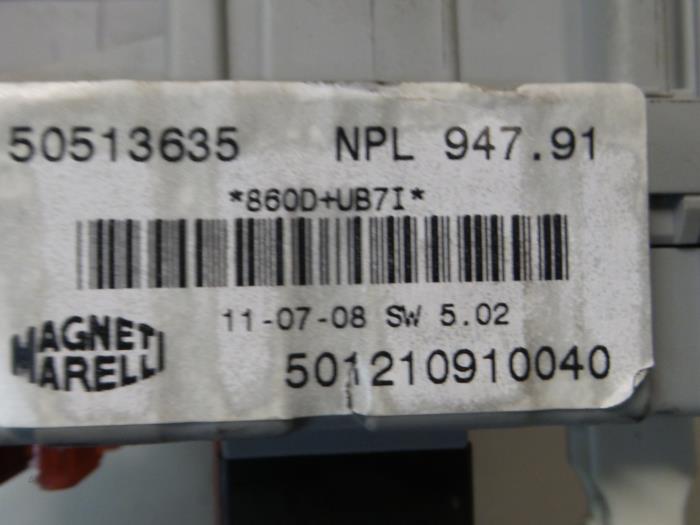 50513635 NPL 947.91
*860D+UB7I*
11-07-08 SW 5.02
MAGNETI
MARELLI
501210910040